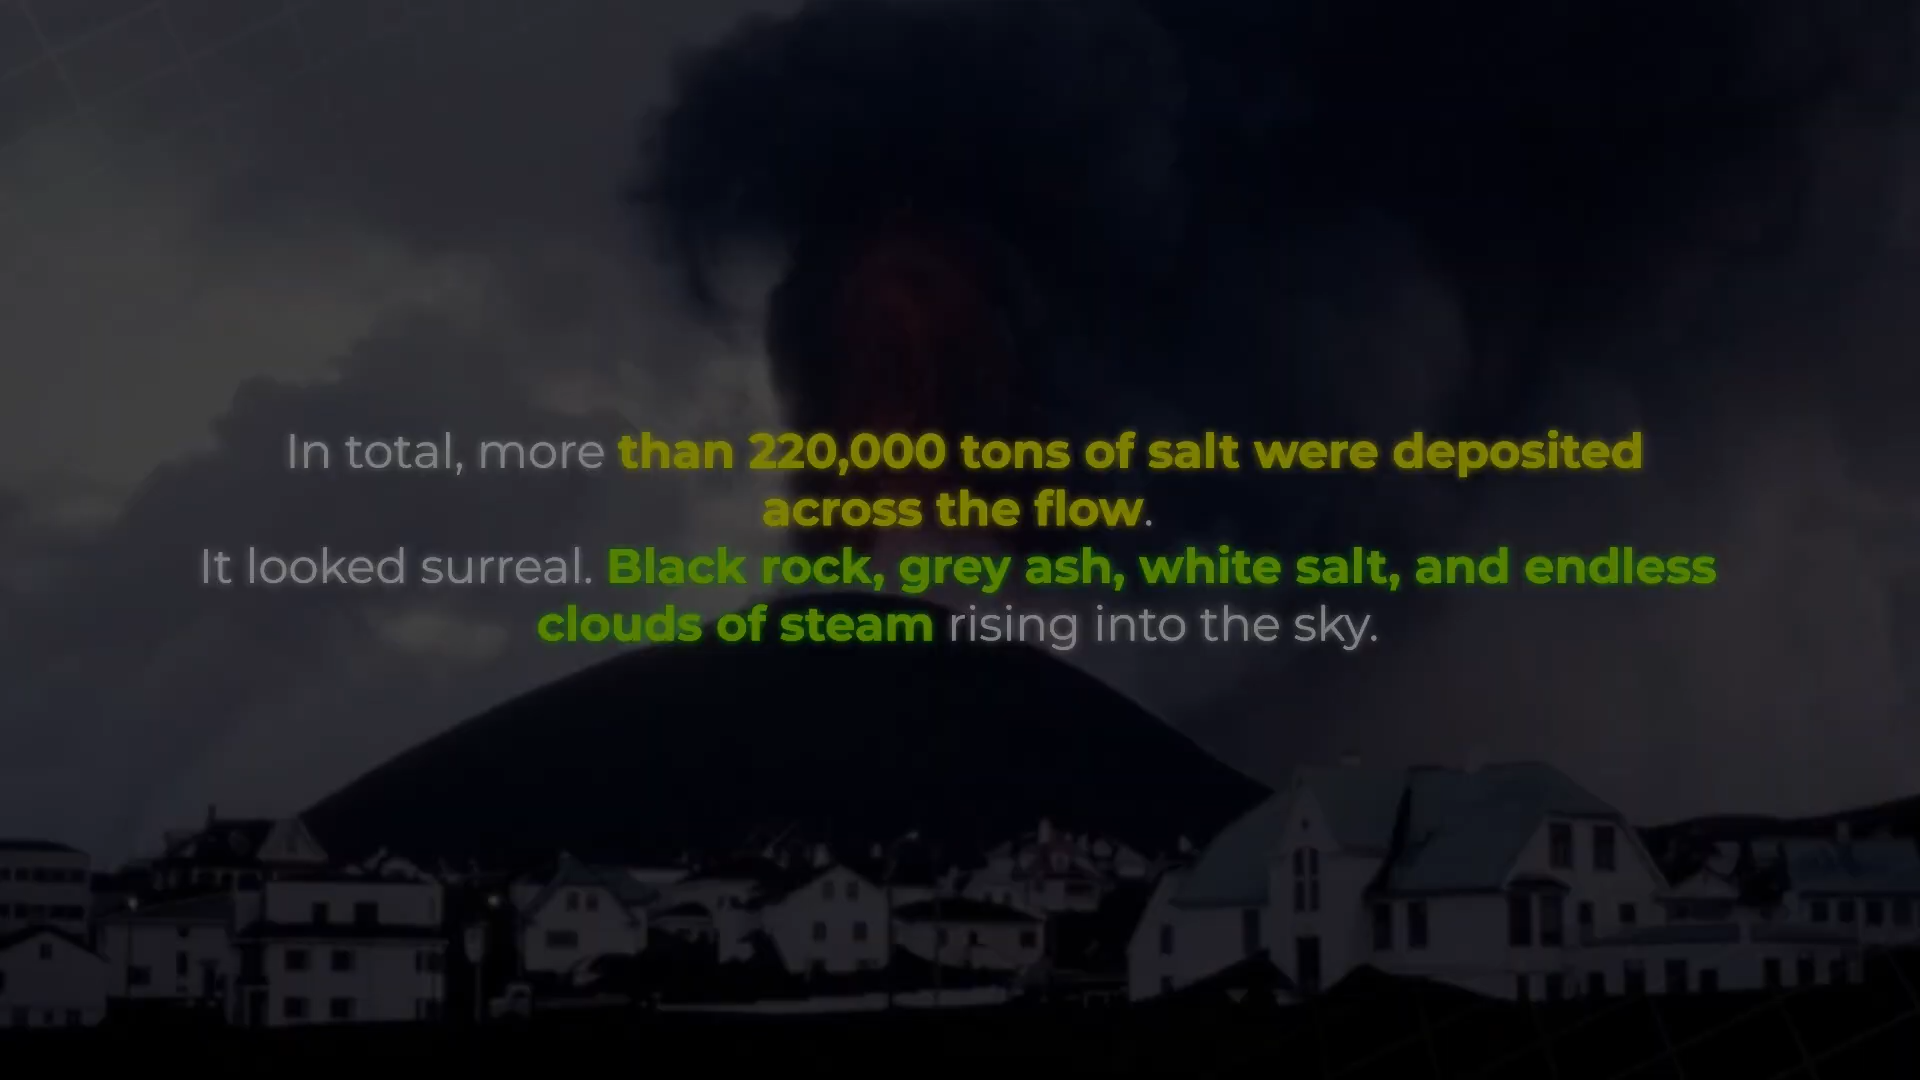 In total, more than 220,000 tons of salt were deposited
across the flow.
It looked surreal. Black rock, grey ash, white salt, and endless
clouds of steam rising into the sky.